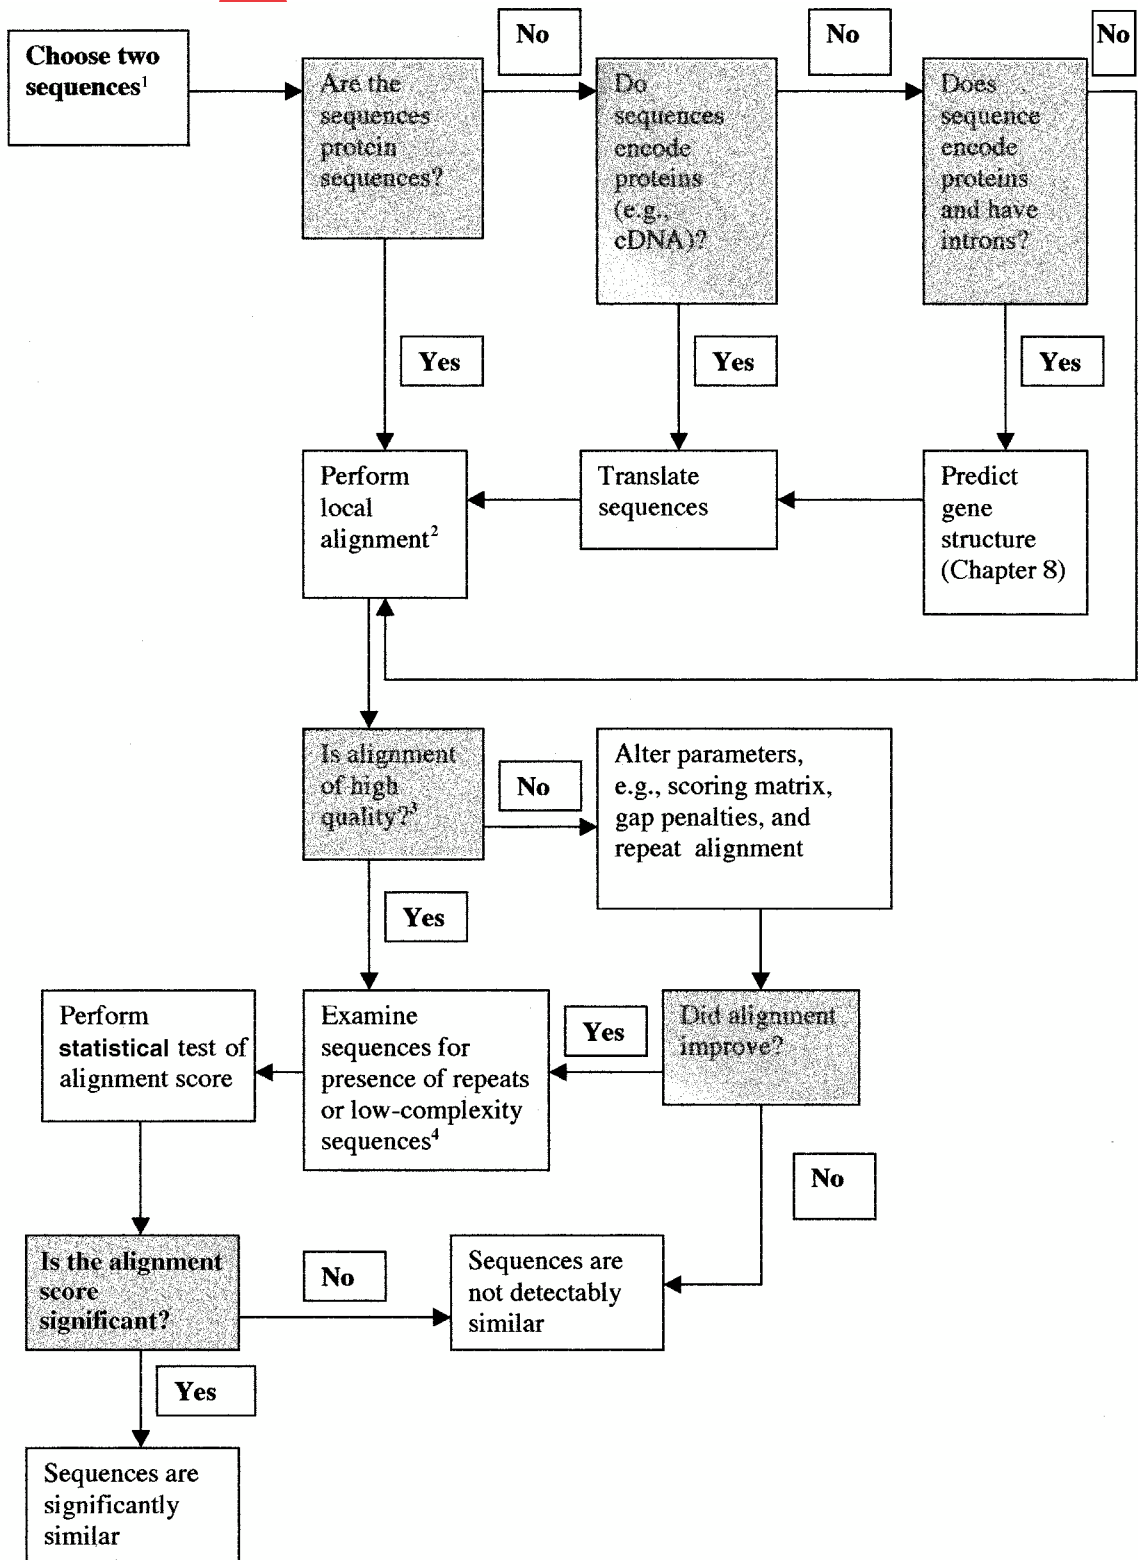 No
No
No
Choose two
sequences¹
Are the
sequences
protein
sequences?
Do
sequences
encode
proteins
(e.g.,
cDNA)?
Does
sequence
encode
proteins
and have
introns?
Yes
Yes
Yes
Perform
local
alignment²
Translate
sequences
Predict
gene
structure
(Chapter 8)
Is alignment
of high
quality?³
No
Alter parameters,
e.g., scoring matrix,
gap penalties, and
repeat alignment
Yes
Perform
statistical test of
alignment score
Examine
sequences for
presence of repeats
or low-complexity
sequences⁴
Yes
Did alignment
improve?
No
Is the alignment
score
significant?
No
Sequences are
not detectably
similar
Yes
Sequences are
significantly
similar